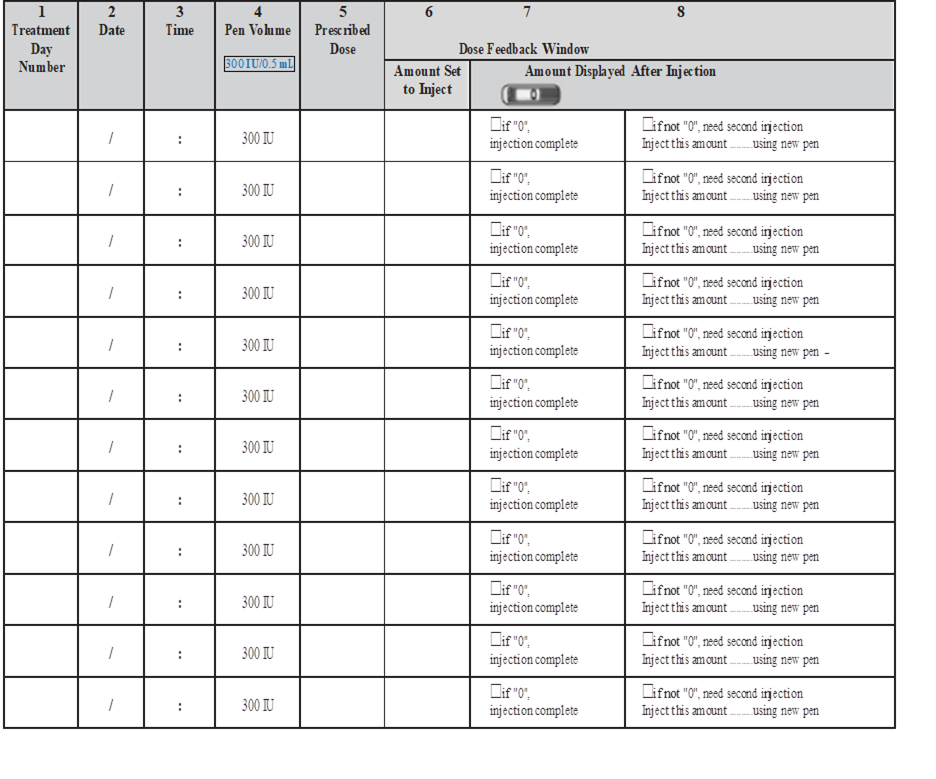 1 2 3 4 5 6 7 8
Treatment Date Time Pen Volume Prescribed
Day Dose Dose Feedback Window
Number 300 IU/0.5 mL
Amount Set Amount Displayed After Injection
to Inject
0
/ : 300 IU
if "0", if not "0", need second injection
injection complete Inject this amount ..........using new pen
/ : 300 IU
if "0", if not "0", need second injection
injection complete Inject this amount ..........using new pen
/ : 300 IU
if "0", if not "0", need second injection
injection complete Inject this amount ..........using new pen
/ : 300 IU
if "0", if not "0", need second injection
injection complete Inject this amount ..........using new pen
/ : 300 IU
if "0", if not "0", need second injection
injection complete Inject this amount ..........using new pen –
/ : 300 IU
if "0", if not "0", need second injection
injection complete Inject this amount ..........using new pen
/ : 300 IU
if "0", if not "0", need second injection
injection complete Inject this amount ..........using new pen
/ : 300 IU
if "0", if not "0", need second injection
injection complete Inject this amount ..........using new pen
/ : 300 IU
if "0", if not "0", need second injection
injection complete Inject this amount ..........using new pen
/ : 300 IU
if "0", if not "0", need second injection
injection complete Inject this amount ..........using new pen
/ : 300 IU
if "0", if not "0", need second injection
injection complete Inject this amount ..........using new pen
/ : 300 IU
if "0", if not "0", need second injection
injection complete Inject this amount ..........using new pen